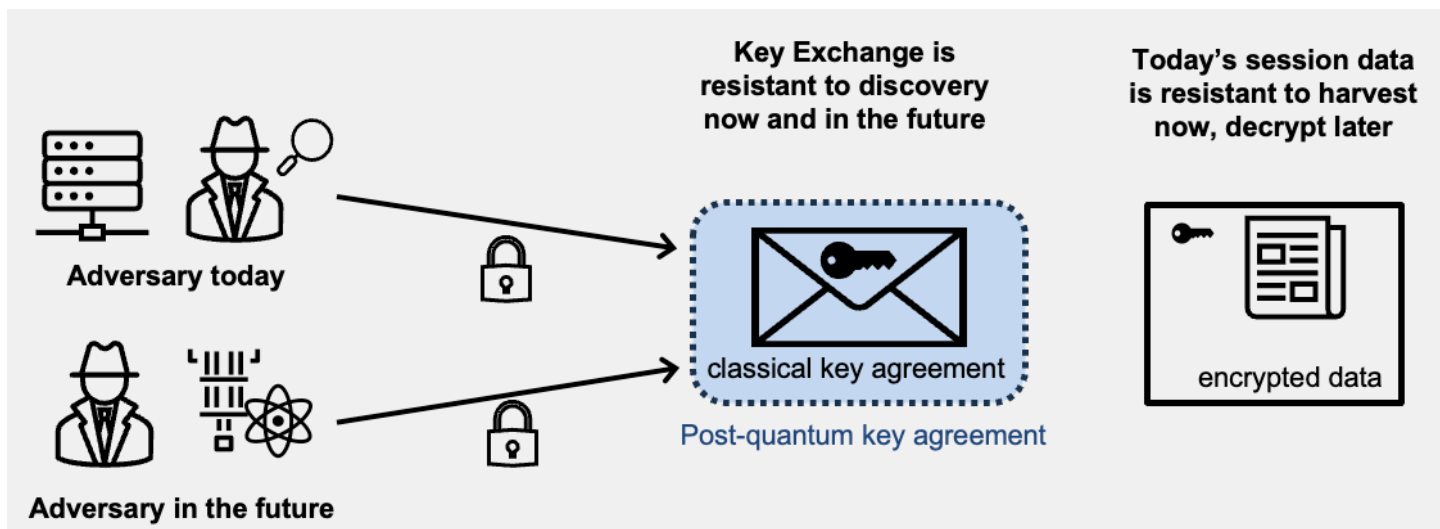 Key Exchange is
resistant to discovery
now and in the future
Today's session data
is resistant to harvest
now, decrypt later
Adversary today
classical key agreement
encrypted data
Post-quantum key agreement
Adversary in the future